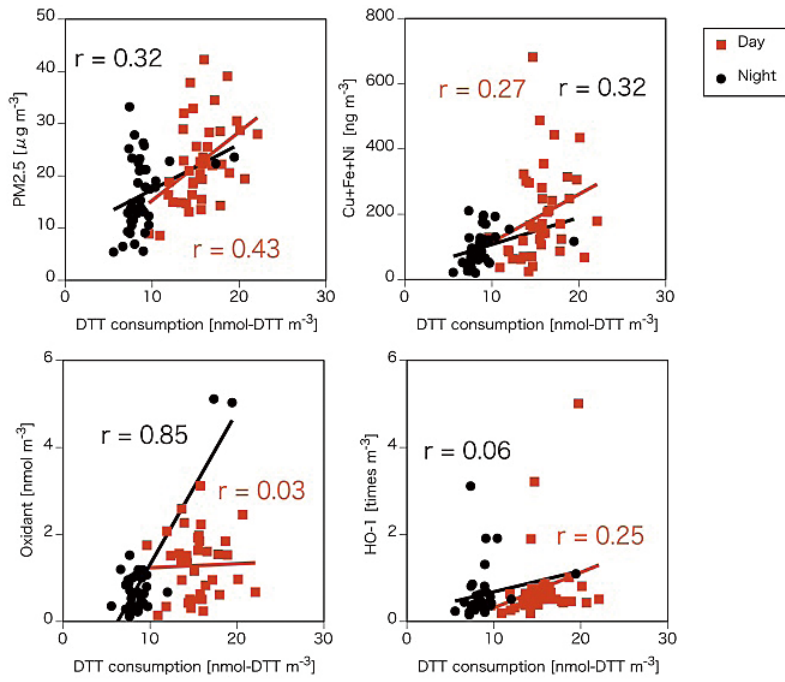 50
40
30
20
10
0
PM2.5 [μg m⁻³]
r = 0.32
r = 0.43
0 10 20 30
DTT consumption [nmol-DTT m⁻³]
800
600
400
200
0
Cu+Fe+Ni [ng m⁻³]
r = 0.27
r = 0.32
0 10 20 30
DTT consumption [nmol-DTT m⁻³]
Day
Night
6
4
2
0
Oxidant [nmol m⁻³]
r = 0.85
r = 0.03
0 10 20 30
DTT consumption [nmol-DTT m⁻³]
6
4
2
0
HO-1 [times m⁻³]
r = 0.06
r = 0.25
0 10 20 30
DTT consumption [nmol-DTT m⁻³]